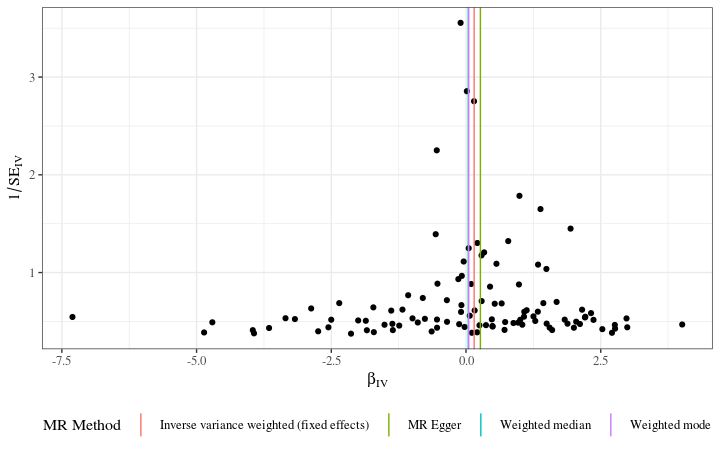 3
2
1
1/SE_IV
-7.5 -5.0 -2.5 0.0 2.5
β_IV
MR Method Inverse variance weighted (fixed effects) MR Egger Weighted median Weighted mode